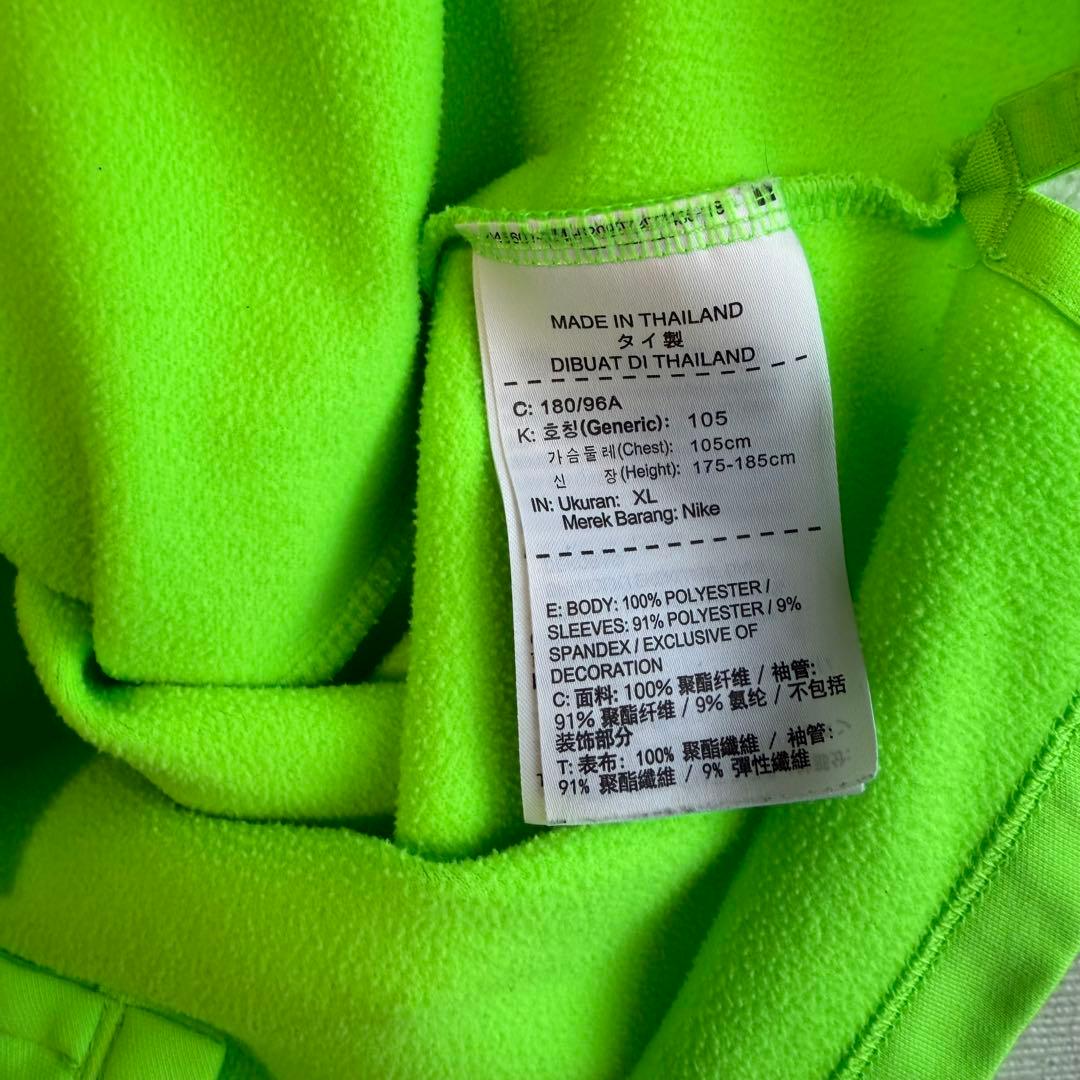 MADE IN THAILAND
タイ製
DIBUAT DI THAILAND
C: 180/96A
K: 호칭(Generic): 105
가슴둘레(Chest): 105cm
신 장(Height): 175-185cm
IN: Ukuran: XL
Merek Barang: Nike
E: BODY: 100% POLYESTER /
SLEEVES: 91% POLYESTER / 9%
SPANDEX / EXCLUSIVE OF
DECORATION
C: 面料: 100% 聚酯纤维 / 袖管:
91% 聚酯纤维 / 9% 氨纶 / 不包括
装饰部分
T: 表布: 100% 聚酯纖維 / 袖管:
91% 聚酯纖維 / 9% 彈性纖維